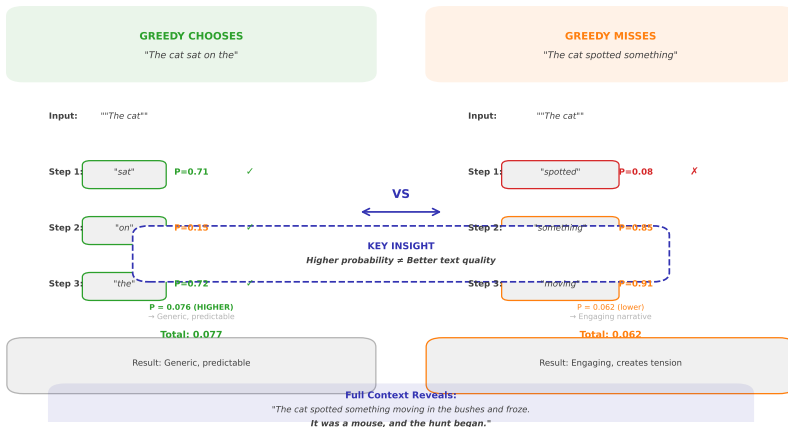 GREEDY CHOOSES
"The cat sat on the"
Input: ""The cat""
Step 1: "sat" P=0.71 ✓
Step 2: "on" P=0.15 ✓
Step 3: "the" P=0.72 ✓
P = 0.076 (HIGHER)
→ Generic, predictable
Total: 0.077
Result: Generic, predictable
VS
KEY INSIGHT
Higher probability ≠ Better text quality
GREEDY MISSES
"The cat spotted something"
Input: ""The cat""
Step 1: "spotted" P=0.08 ✗
Step 2: "something" P=0.85
Step 3: "moving" P=0.91
P = 0.062 (lower)
→ Engaging narrative
Total: 0.062
Result: Engaging, creates tension
Full Context Reveals:
"The cat spotted something moving in the bushes and froze.
It was a mouse, and the hunt began."